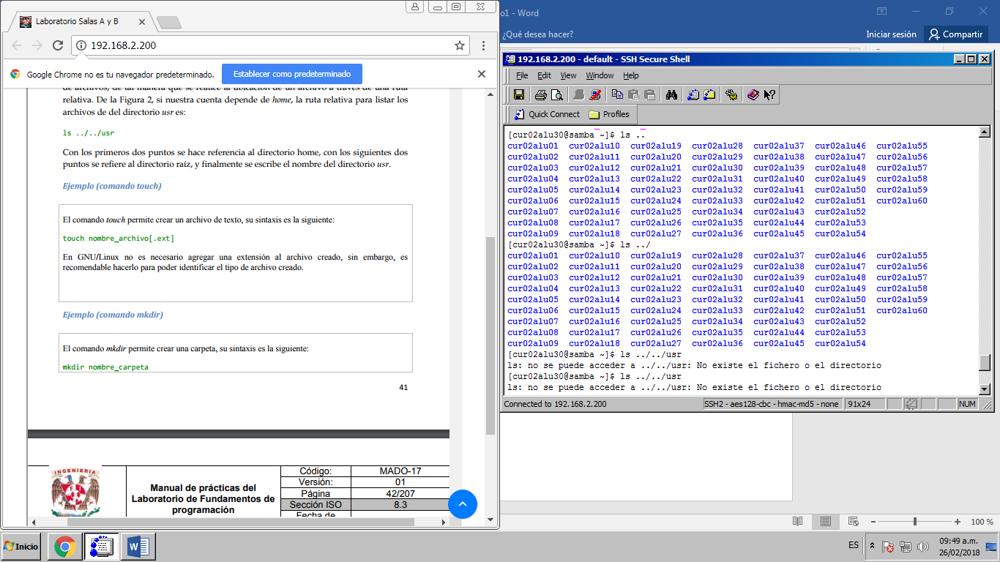 Laboratorio Salas A y B
192.168.2.200
Google Chrome no es tu navegador predeterminado.
Establecer como predeterminado
de archivos, de tal manera que se realice la ubicación de un archivo a través de una ruta
relativa. De la Figura 2, si nuestra cuenta depende de home, la ruta relativa para listar los
archivos de del directorio usr es:
ls ../../usr
Con los primeros dos puntos se hace referencia al directorio home, con los siguientes dos
puntos se refiere al directorio raíz, y finalmente se escribe el nombre del directorio usr.
Ejemplo (comando touch)
El comando touch permite crear un archivo de texto, su sintaxis es la siguiente:
touch nombre_archivo[.ext]
En GNU/Linux no es necesario agregar una extensión al archivo creado, sin embargo, es
recomendable hacerlo para poder identificar el tipo de archivo creado.
Ejemplo (comando mkdir)
El comando mkdir permite crear una carpeta, su sintaxis es la siguiente:
mkdir nombre_carpeta
41
INGENIERIA
Manual de prácticas del
Laboratorio de Fundamentos de
programación
Código: MADO-17
Versión: 01
Página 42/207
Sección ISO 8.3
Fecha de
o1 - Word
¿Qué desea hacer?
Iniciar sesión
Compartir
192.168.2.200 - default - SSH Secure Shell
File Edit View Window Help
Quick Connect Profiles
[cur02alu30@samba ~]$ ls ..
cur02alu01 cur02alu10 cur02alu19 cur02alu28 cur02alu37 cur02alu46 cur02alu55
cur02alu02 cur02alu11 cur02alu20 cur02alu29 cur02alu38 cur02alu47 cur02alu56
cur02alu03 cur02alu12 cur02alu21 cur02alu30 cur02alu39 cur02alu48 cur02alu57
cur02alu04 cur02alu13 cur02alu22 cur02alu31 cur02alu40 cur02alu49 cur02alu58
cur02alu05 cur02alu14 cur02alu23 cur02alu32 cur02alu41 cur02alu50 cur02alu59
cur02alu06 cur02alu15 cur02alu24 cur02alu33 cur02alu42 cur02alu51 cur02alu60
cur02alu07 cur02alu16 cur02alu25 cur02alu34 cur02alu43 cur02alu52
cur02alu08 cur02alu17 cur02alu26 cur02alu35 cur02alu44 cur02alu53
cur02alu09 cur02alu18 cur02alu27 cur02alu36 cur02alu45 cur02alu54
[cur02alu30@samba ~]$ ls ../
cur02alu01 cur02alu10 cur02alu19 cur02alu28 cur02alu37 cur02alu46 cur02alu55
cur02alu02 cur02alu11 cur02alu20 cur02alu29 cur02alu38 cur02alu47 cur02alu56
cur02alu03 cur02alu12 cur02alu21 cur02alu30 cur02alu39 cur02alu48 cur02alu57
cur02alu04 cur02alu13 cur02alu22 cur02alu31 cur02alu40 cur02alu49 cur02alu58
cur02alu05 cur02alu14 cur02alu23 cur02alu32 cur02alu41 cur02alu50 cur02alu59
cur02alu06 cur02alu15 cur02alu24 cur02alu33 cur02alu42 cur02alu51 cur02alu60
cur02alu07 cur02alu16 cur02alu25 cur02alu34 cur02alu43 cur02alu52
cur02alu08 cur02alu17 cur02alu26 cur02alu35 cur02alu44 cur02alu53
cur02alu09 cur02alu18 cur02alu27 cur02alu36 cur02alu45 cur02alu54
[cur02alu30@samba ~]$ ls ../../usr
ls: no se puede acceder a ../../usr: No existe el fichero o el directorio
[cur02alu30@samba ~]$ ls ../../usr
ls: no se puede acceder a ../../usr: No existe el fichero o el directorio
Connected to 192.168.2.200
SSH2 - aes128-cbc - hmac-md5 - none
91x24
NUM
100 %
Inicio
ES
09:49 a.m.
26/02/2018